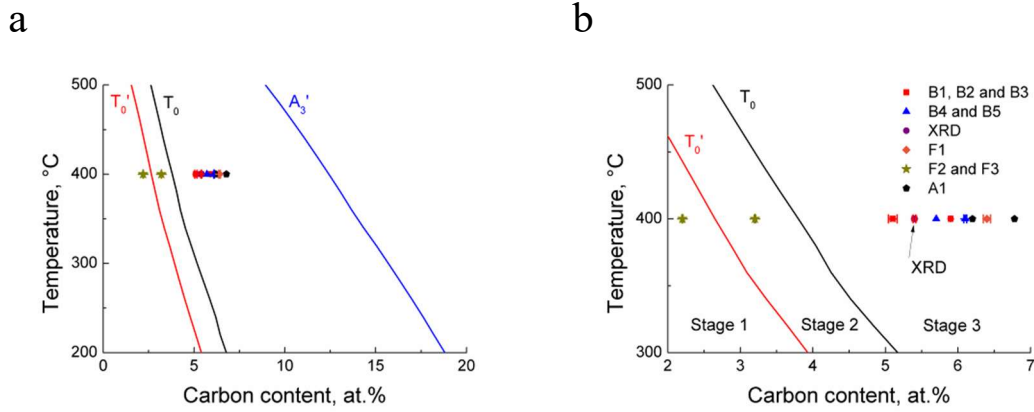 a
b
500
400
300
200
0
5
10
15
20
Temperature, °C
Carbon content, at.%
T₀'
T₀
A₃'
500
400
300
2
3
4
5
6
7
Temperature, °C
Carbon content, at.%
T₀
T₀'
B1, B2 and B3
B4 and B5
XRD
F1
F2 and F3
A1
XRD
Stage 1
Stage 2
Stage 3